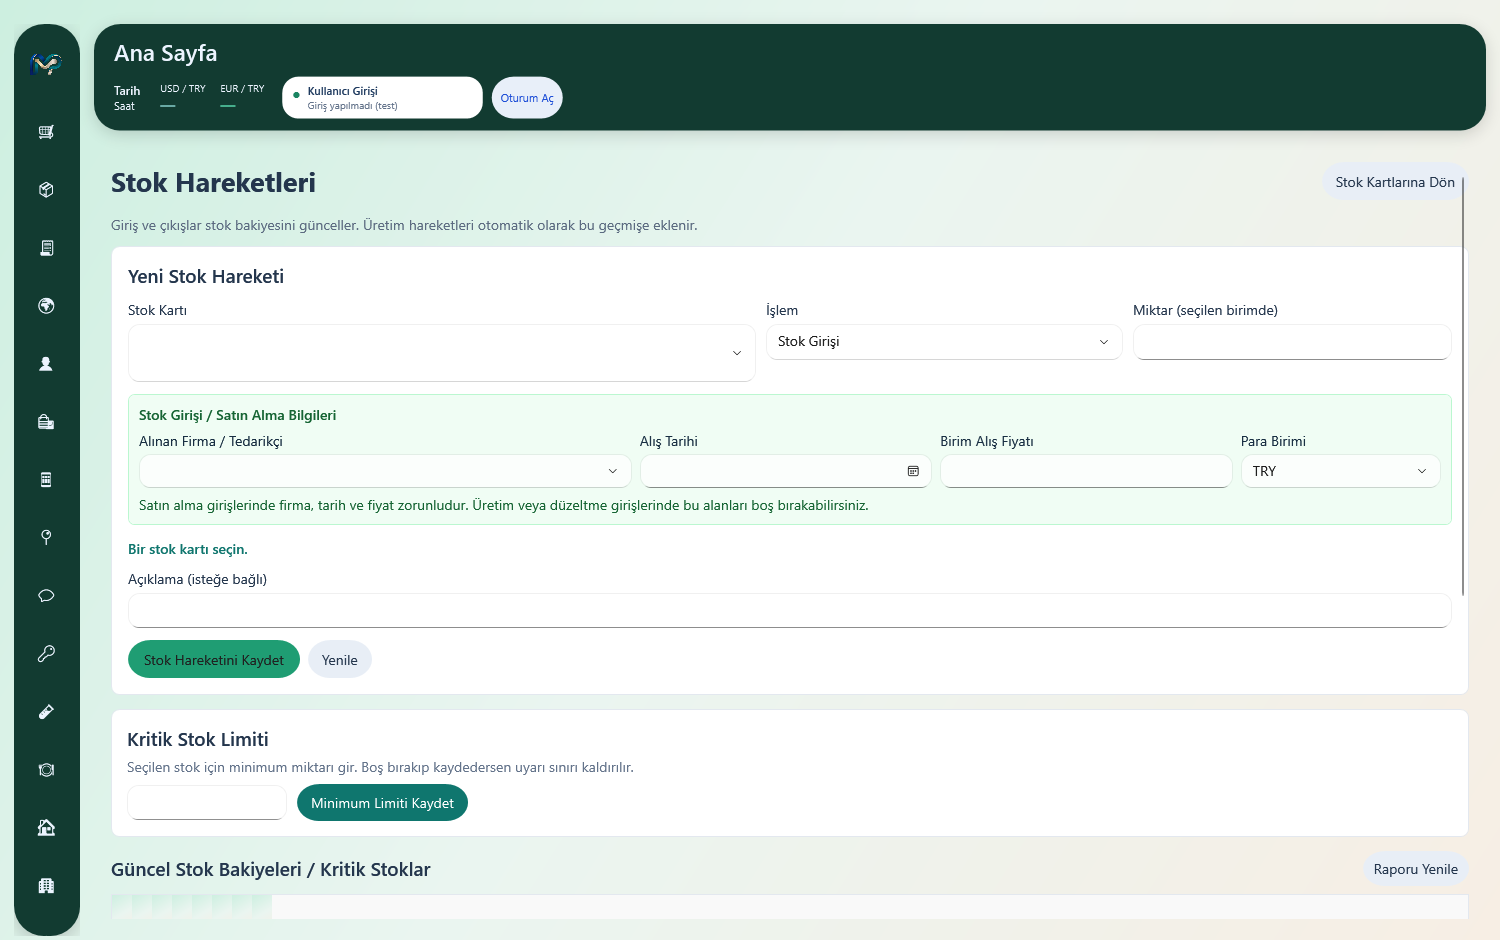 Ana Sayfa
Tarih
Saat
USD / TRY
—
EUR / TRY
—
Kullanıcı Girişi
Giriş yapılmadı (test)
Oturum Aç
Stok Hareketleri
Stok Kartlarına Dön
Giriş ve çıkışlar stok bakiyesini günceller. Üretim hareketleri otomatik olarak bu geçmişe eklenir.
Yeni Stok Hareketi
Stok Kartı
İşlem
Miktar (seçilen birimde)
Stok Girişi
Stok Girişi / Satın Alma Bilgileri
Alınan Firma / Tedarikçi
Alış Tarihi
Birim Alış Fiyatı
Para Birimi
TRY
Satın alma girişlerinde firma, tarih ve fiyat zorunludur. Üretim veya düzeltme girişlerinde bu alanları boş bırakabilirsiniz.
Bir stok kartı seçin.
Açıklama (isteğe bağlı)
Stok Hareketini Kaydet
Yenile
Kritik Stok Limiti
Seçilen stok için minimum miktarı gir. Boş bırakıp kaydedersen uyarı sınırı kaldırılır.
Minimum Limiti Kaydet
Güncel Stok Bakiyeleri / Kritik Stoklar
Raporu Yenile